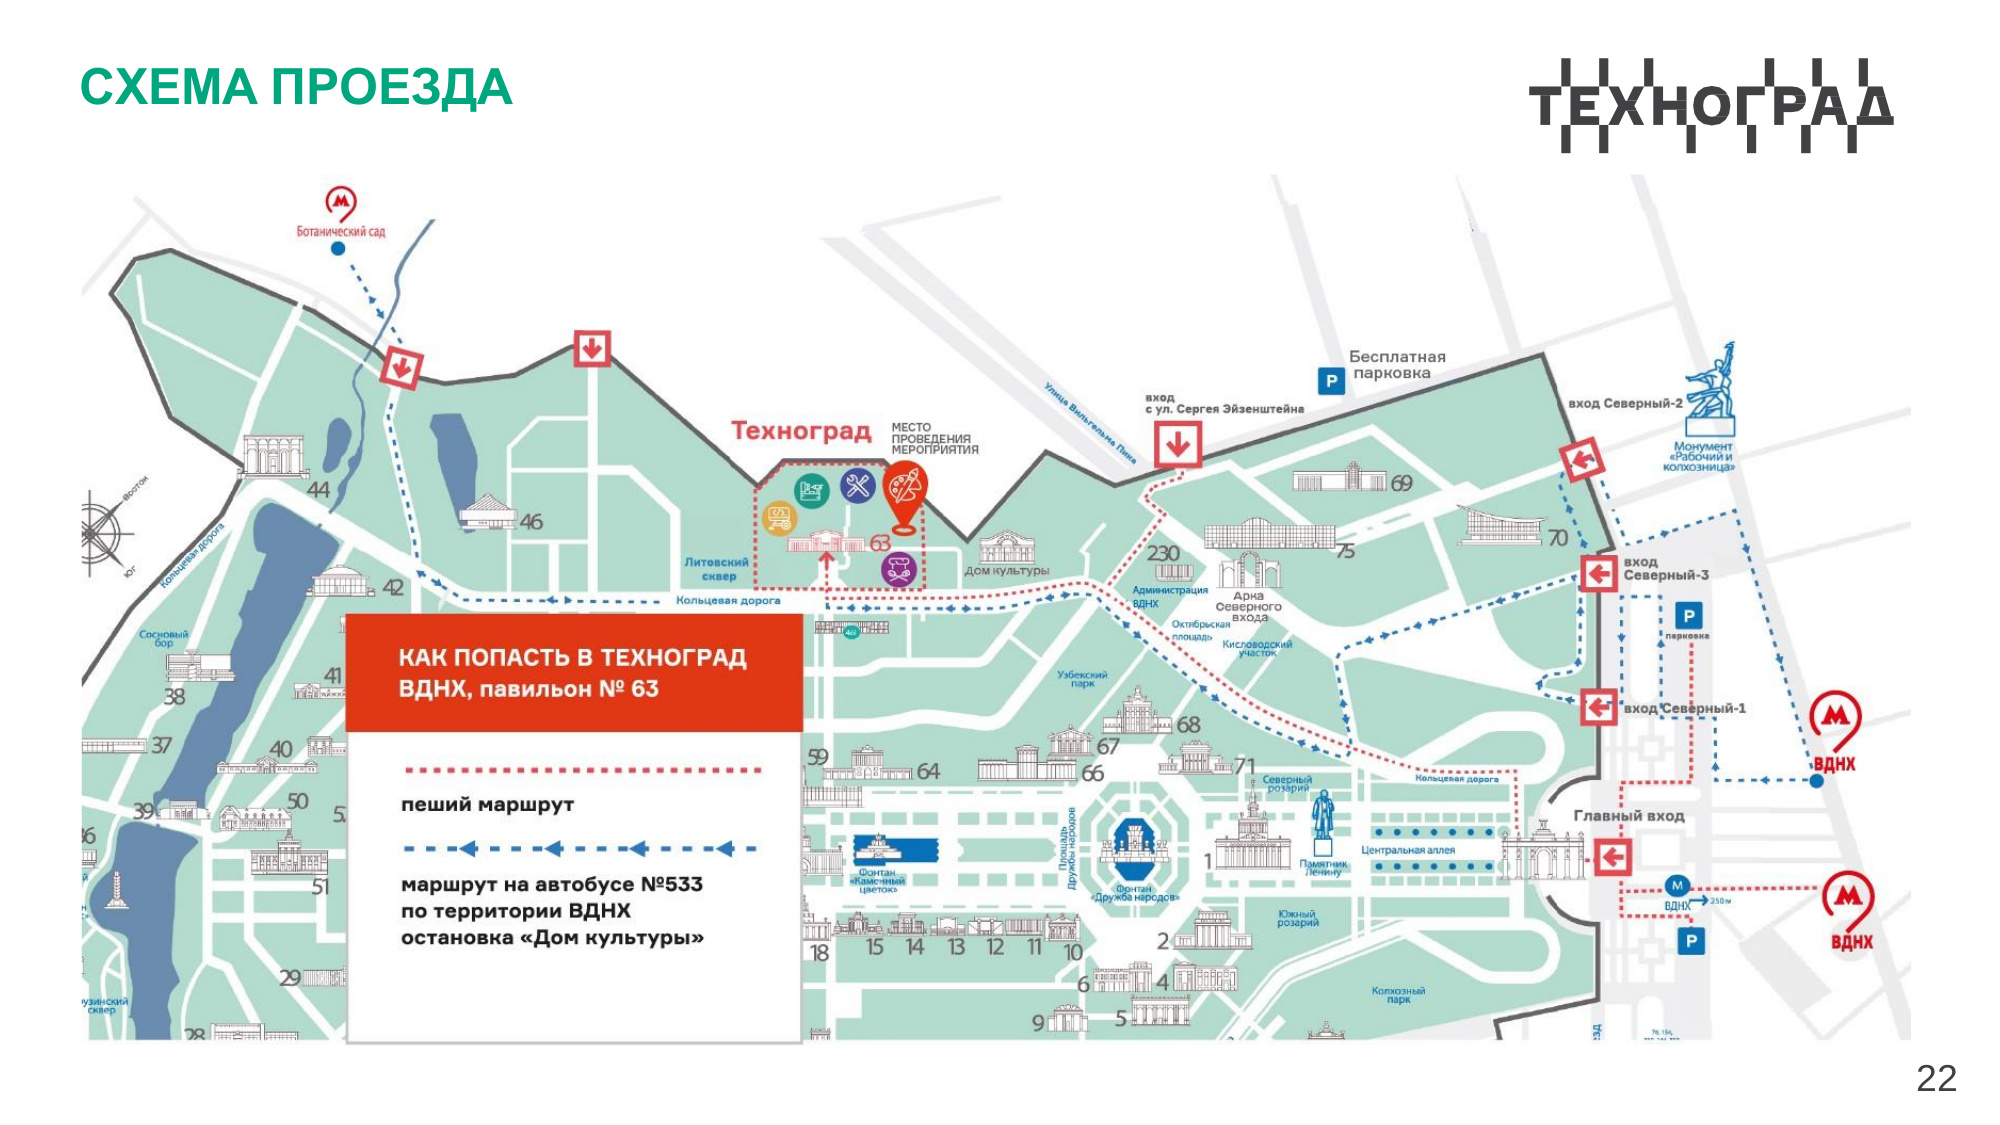 СХЕМА ПРОЕЗДА
ТЕХНОГРАД
Ботанический сад
Бесплатная
парковка
вход
с ул. Сергея Эйзенштейна
Улица Вильгельма Пика
вход Северный-2
Монумент
«Рабочий и
колхозница»
Техноград
МЕСТО
ПРОВЕДЕНИЯ
МЕРОПРИЯТИЯ
44
46
69
70
75
63
230
Восток
Юг
Кольцевая дорога
Литовский
сквер
Дом культуры
вход
Северный-3
42
Кольцевая дорога
Администрация
ВДНХ
Арка
Северного
входа
P
парковка
48
Октябрьская
площадь
Кисловодский
участок
Сосновый
бор
38
41
КАК ПОПАСТЬ В ТЕХНОГРАД
ВДНХ, павильон № 63
Узбекский
парк
вход Северный-1
68
67
66
71
37
40
59
64
ВДНХ
пеший маршрут
Северный
розарий
Кольцевая дорога
39
50
51
Главный вход
маршрут на автобусе №533
по территории ВДНХ
остановка «Дом культуры»
Фонтан
«Каменный
цветок»
Площадь
Дружбы народов
Фонтан
«Дружба народов»
1
Памятник
Ленину
Центральная аллея
М
ВДНХ
250 м
ВДНХ
P
18
15
14
13
12
11
10
2
Южный
розарий
29
6
4
9
5
Колхозный
парк
сквер
28
22